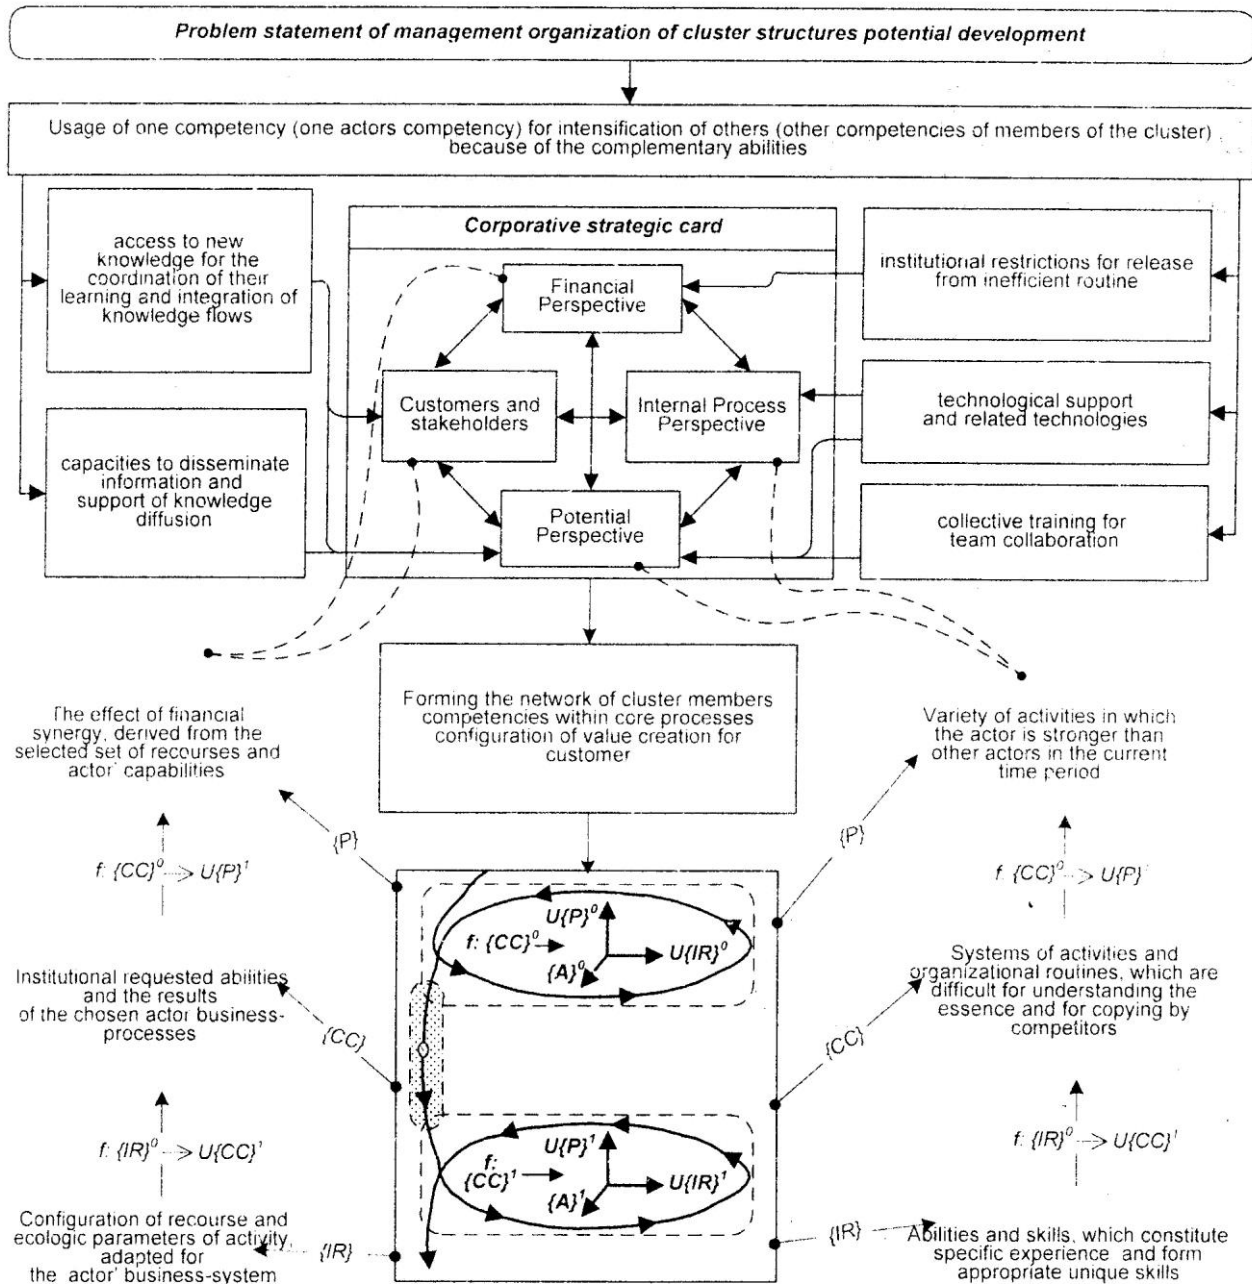 Problem statement of management organization of cluster structures potential development
Usage of one competency (one actors competency) for intensification of others (other competencies of members of the cluster)
because of the complementary abilities
access to new
knowledge for the
coordination of their
learning and integration of
knowledge flows
capacities to disseminate
information and
support of knowledge
diffusion
Corporative strategic card
Financial
Perspective
Customers and
stakeholders
Internal Process
Perspective
Potential
Perspective
institutional restrictions for release
from inefficient routine
technological support
and related technologies
collective training for
team collaboration
Forming the network of cluster members
competencies within core processes
configuration of value creation for
customer
The effect of financial
synergy, derived from the
selected set of recourses and
actor' capabilities
f: {CC}⁰ → U{P}¹
Institutional requested abilities
and the results
of the chosen actor business-
processes
f: {IR}⁰ → U{CC}¹
Configuration of recourse and
ecologic parameters of activity,
adapted for
the actor' business-system
{P}
{CC}
{IR}
U{P}⁰
f: {CC}⁰
U{IR}⁰
{A}⁰
U{P}¹
f:
{CC}¹
U{IR}¹
{A}¹
{P}
{CC}
{IR}
Variety of activities in which
the actor is stronger than
other actors in the current
time period
f: {CC}⁰ → U{P}¹
Systems of activities and
organizational routines, which are
difficult for understanding the
essence and for copying by
competitors
f: {IR}⁰ → U{CC}¹
Abilities and skills, which constitute
specific experience and form
appropriate unique skills